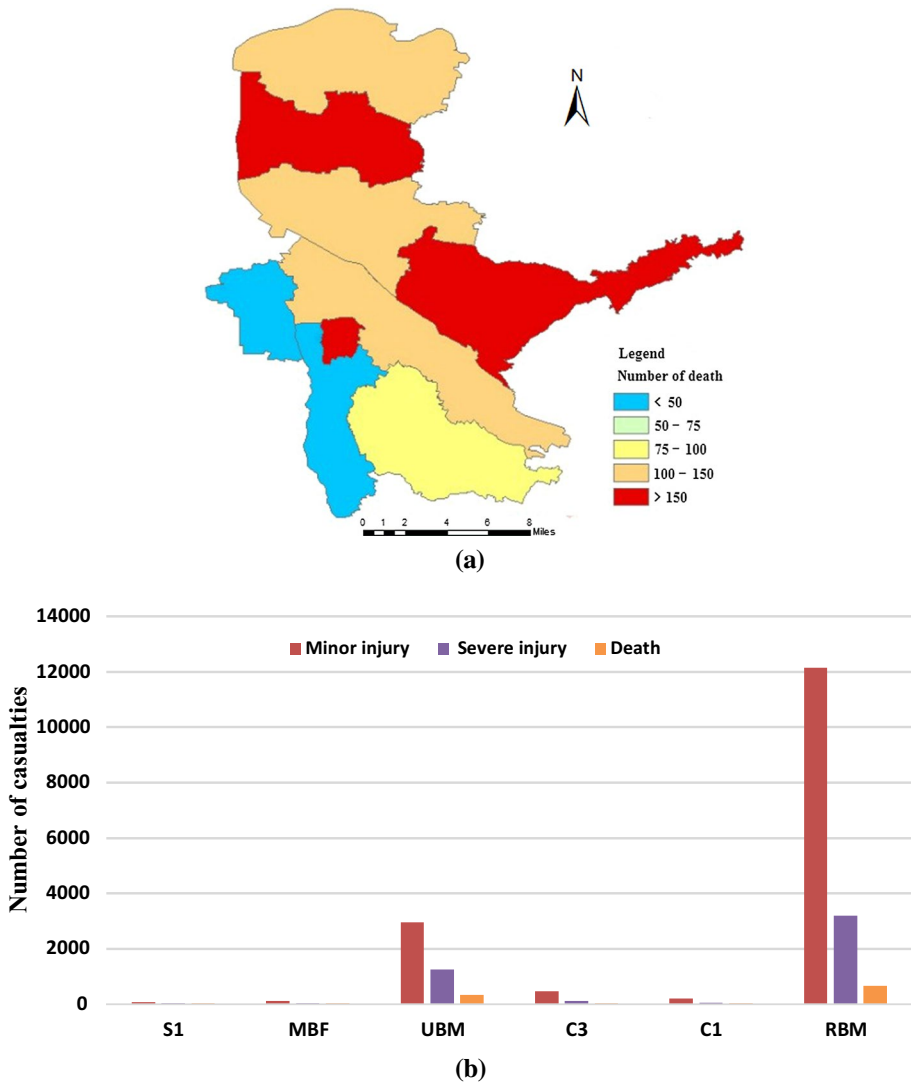 N
Legend
Number of death
< 50
50 – 75
75 – 100
100 – 150
> 150
0 1 2 4 6 8
Miles
(a)
14000
12000
10000
8000
6000
4000
2000
0
Number of casualties
Minor injury Severe injury Death
S1 MBF UBM C3 C1 RBM
(b)